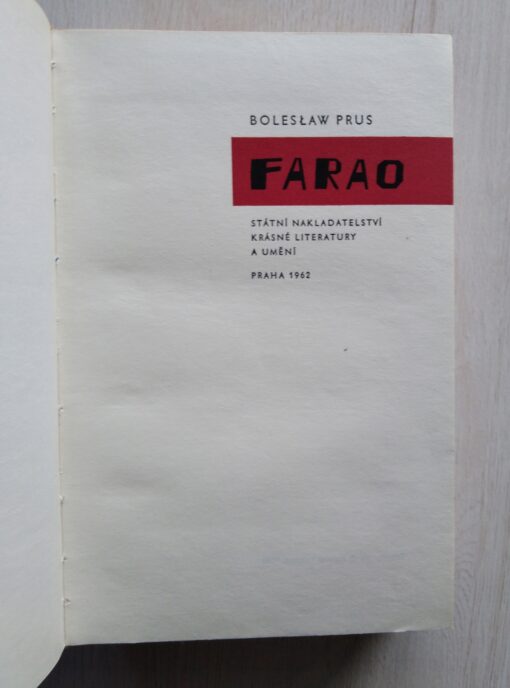 BOLESŁAW PRUS
FARAO
STÁTNÍ NAKLADATELSTVÍ
KRÁSNÉ LITERATURY
A UMĚNÍ
PRAHA 1962